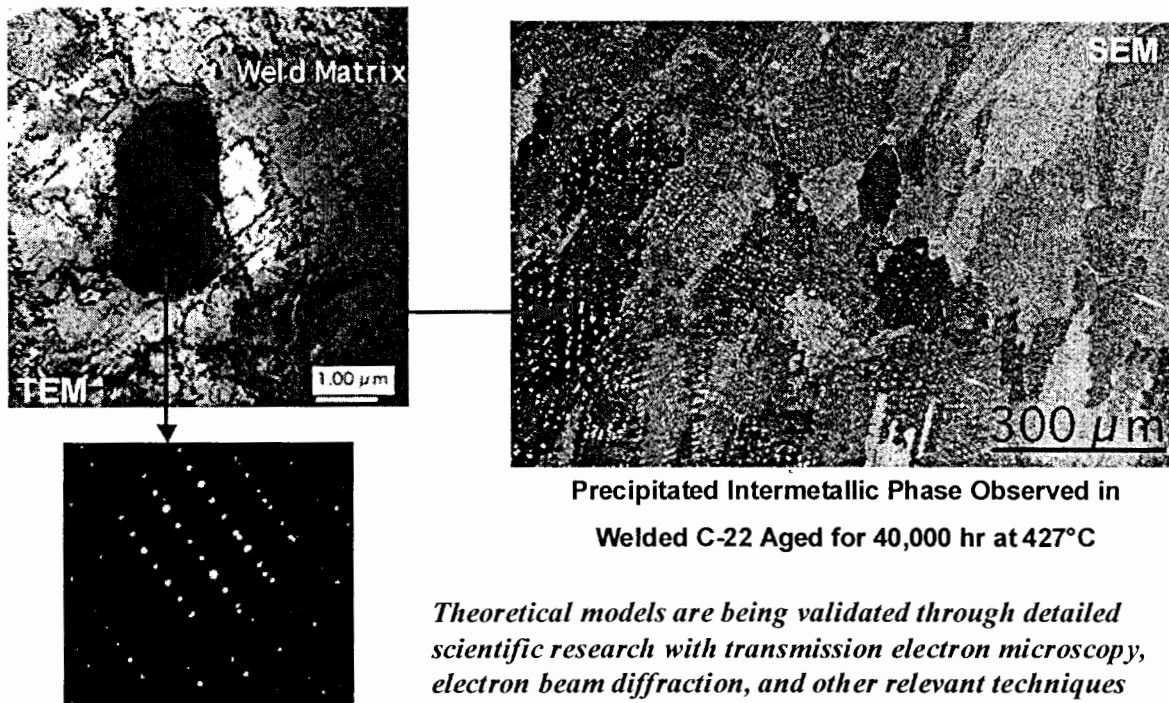 Weld Matrix
TEM
1.00 μm
SEM
300 μm
Precipitated Intermetallic Phase Observed in
Welded C-22 Aged for 40,000 hr at 427°C
Theoretical models are being validated through detailed
scientific research with transmission electron microscopy,
electron beam diffraction, and other relevant techniques